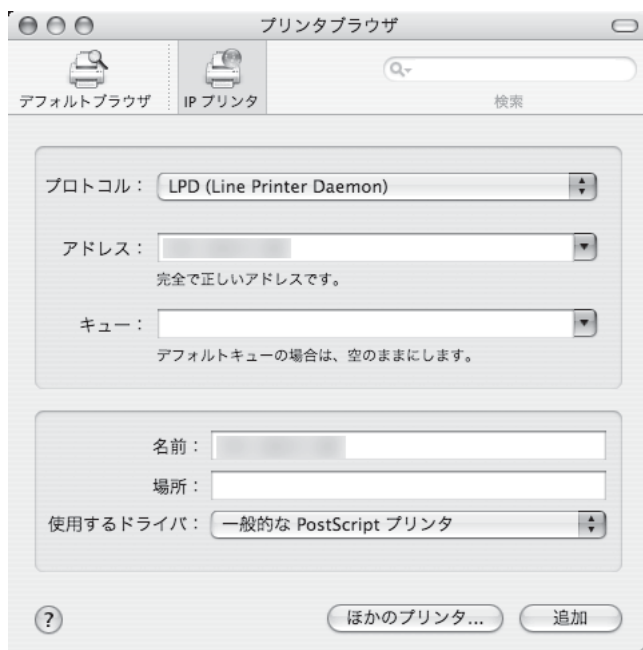 プリンタブラウザ
デフォルトブラウザ
IP プリンタ
検索
プロトコル：
LPD (Line Printer Daemon)
アドレス：
完全で正しいアドレスです。
キュー：
デフォルトキューの場合は、空のままにします。
名前：
場所：
使用するドライバ：
一般的な PostScript プリンタ
?
ほかのプリンタ...
追加